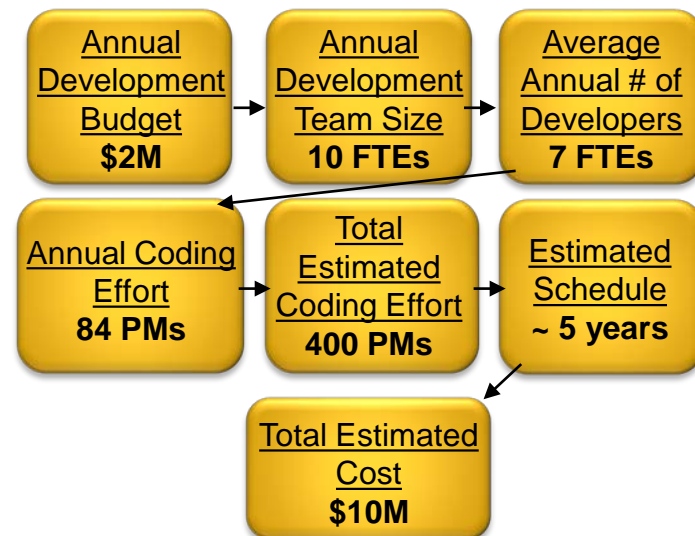 Annual
Development
Budget
$2M
Annual
Development
Team Size
10 FTEs
Average
Annual # of
Developers
7 FTEs
Annual Coding
Effort
84 PMs
Total
Estimated
Coding Effort
400 PMs
Estimated
Schedule
~ 5 years
Total Estimated
Cost
$10M